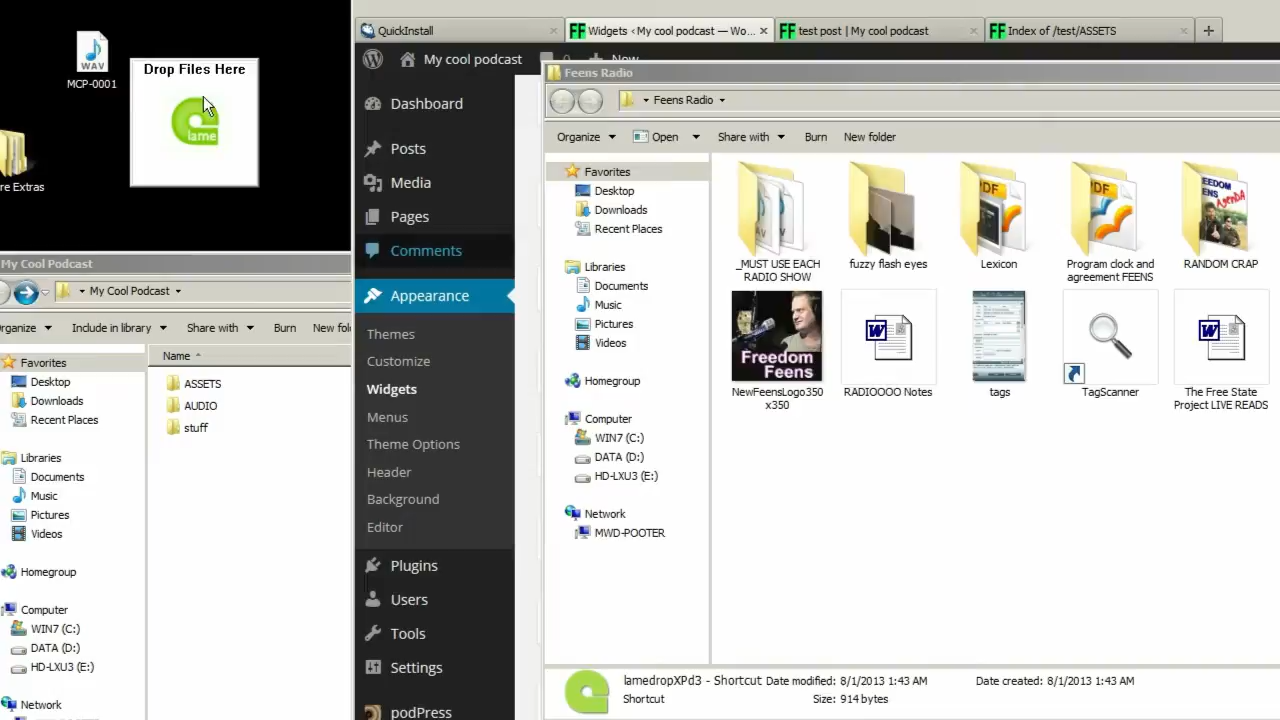 WAV
MCP-0001
Drop Files Here
lame
re Extras
My Cool Podcast
My Cool Podcast
rganize
Include in library
Share with
Burn
New fol
Favorites
Desktop
Downloads
Recent Places
Libraries
Documents
Music
Pictures
Videos
Homegroup
Computer
WIN7 (C:)
DATA (D:)
HD-LXU3 (E:)
Network
Name
ASSETS
AUDIO
stuff
QuickInstall
Widgets ‹ My cool podcast — Wo...
test post | My cool podcast
Index of /test/ASSETS
My cool podcast
New
Dashboard
Posts
Media
Pages
Comments
Appearance
Themes
Customize
Widgets
Menus
Theme Options
Header
Background
Editor
Plugins
Users
Tools
Settings
podPress
Feens Radio
Feens Radio
Organize
Open
Share with
Burn
New folder
Favorites
Desktop
Downloads
Recent Places
Libraries
Documents
Music
Pictures
Videos
Homegroup
Computer
WIN7 (C:)
DATA (D:)
HD-LXU3 (E:)
Network
MWD-POOTER
_MUST USE EACH
RADIO SHOW
fuzzy flash eyes
PDF
Lexicon
PDF
Program clock and
agreement FEENS
FREEDOM
FEENS
AGENDA
RANDOM CRAP
Freedom
Feens
NewFeensLogo350
x350
RADIOOOO Notes
tags
TagScanner
The Free State
Project LIVE READS
lamedropXPd3 - Shortcut
Date modified: 8/1/2013 1:43 AM
Date created: 8/1/2013 1:43 AM
Shortcut
Size: 914 bytes